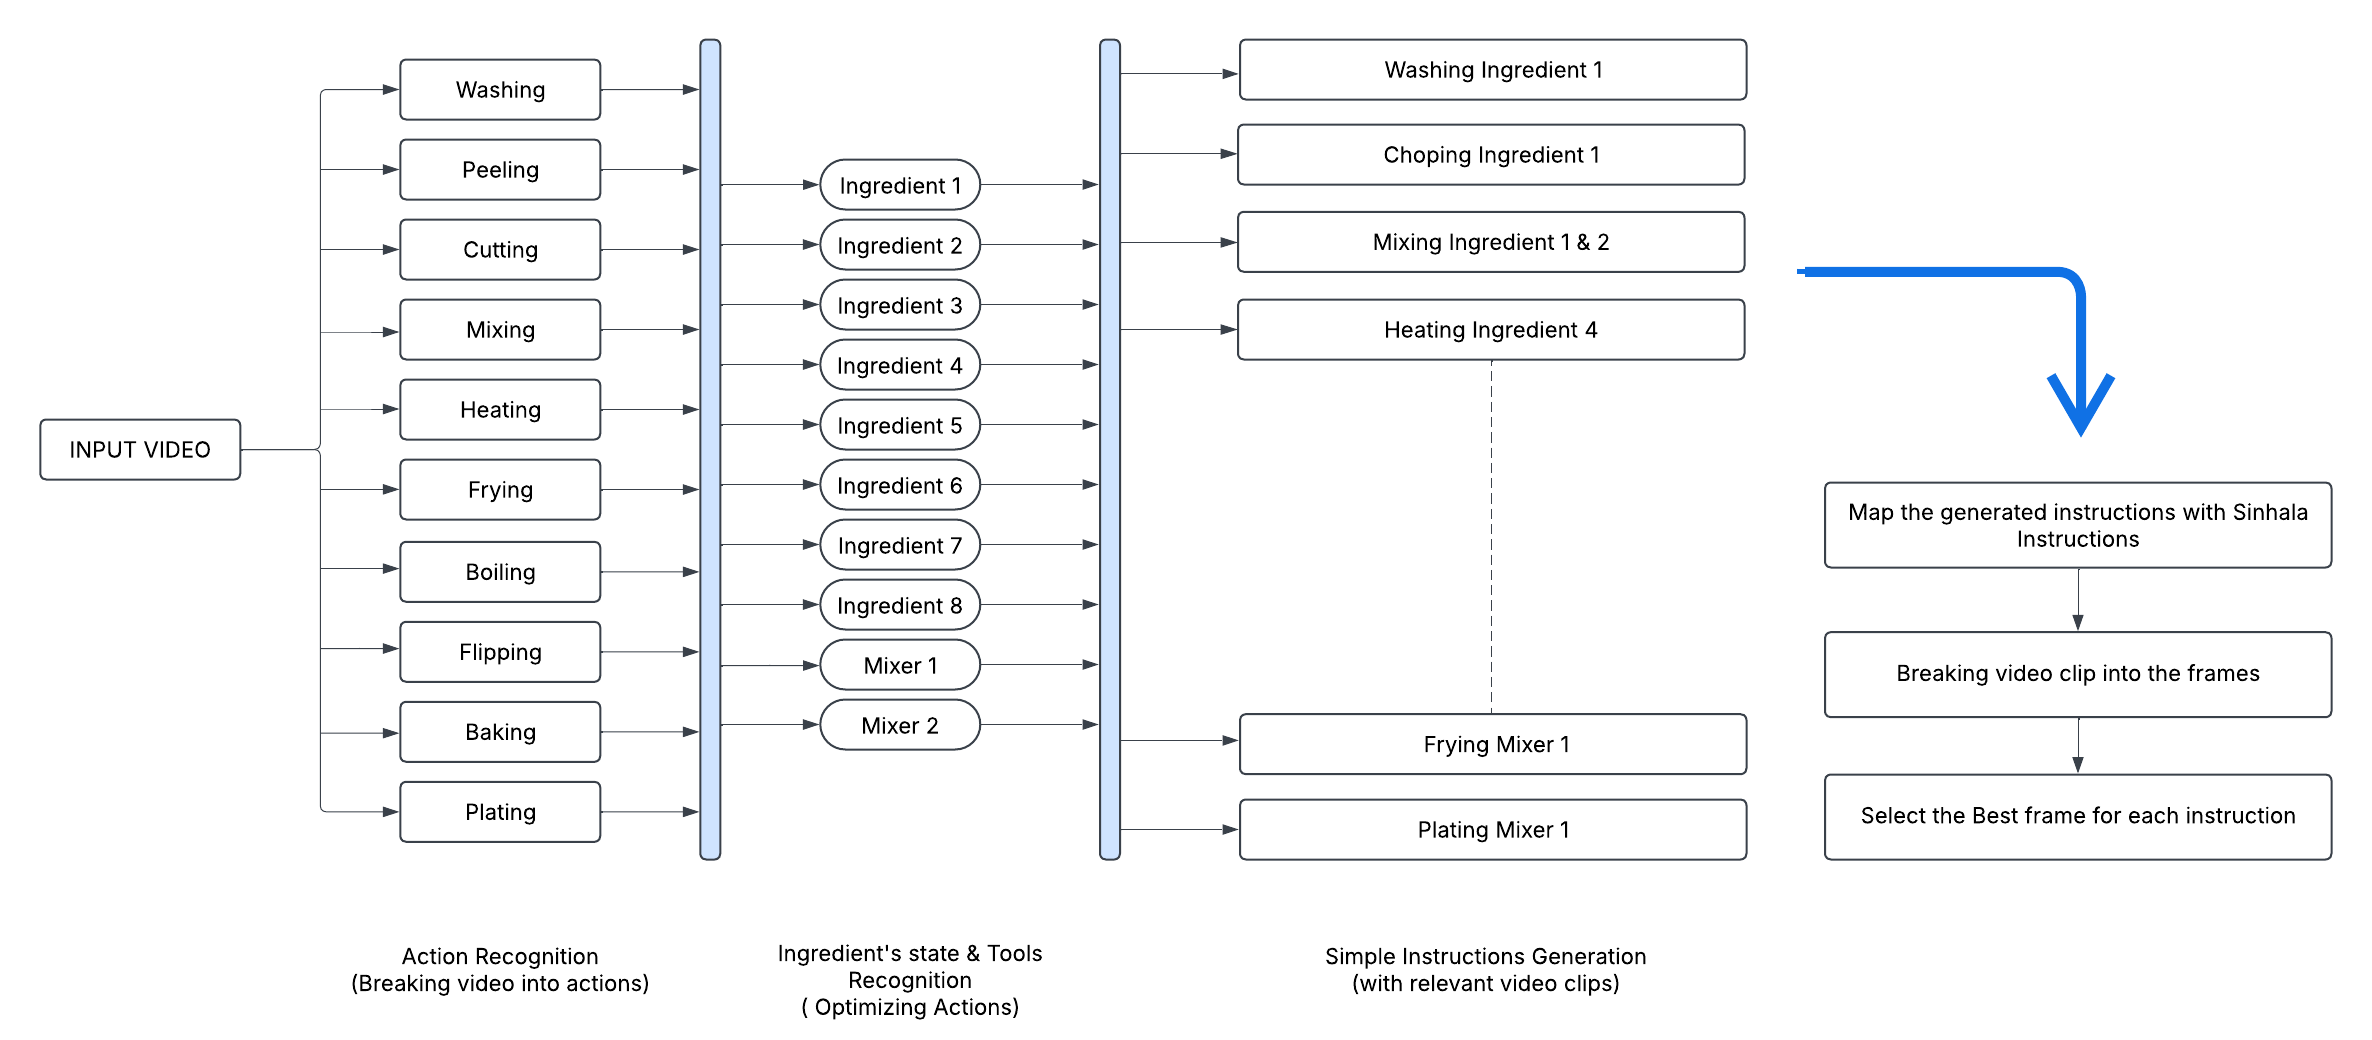 INPUT VIDEO
Washing
Peeling
Cutting
Mixing
Heating
Frying
Boiling
Flipping
Baking
Plating
Action Recognition
(Breaking video into actions)
Ingredient 1
Ingredient 2
Ingredient 3
Ingredient 4
Ingredient 5
Ingredient 6
Ingredient 7
Ingredient 8
Mixer 1
Mixer 2
Ingredient's state & Tools
Recognition
( Optimizing Actions)
Washing Ingredient 1
Choping Ingredient 1
Mixing Ingredient 1 & 2
Heating Ingredient 4
Frying Mixer 1
Plating Mixer 1
Simple Instructions Generation
(with relevant video clips)
Map the generated instructions with Sinhala
Instructions
Breaking video clip into the frames
Select the Best frame for each instruction